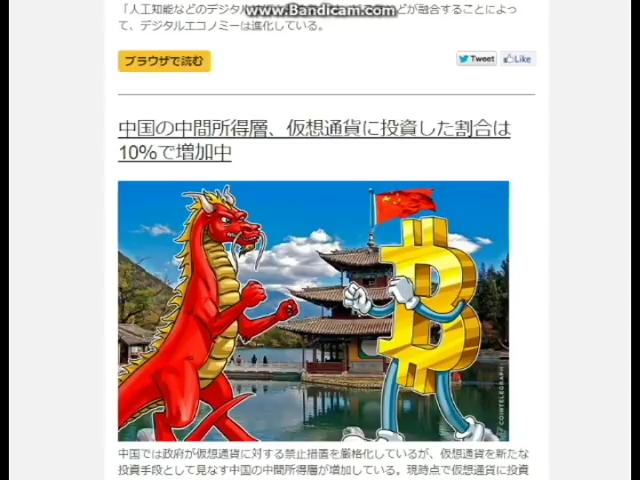 www.Bandicam.com
「人工知能などのデジタル
どが融合することによっ
て、デジタルエコノミーは進化している。
ブラウザで読む
Tweet
Like
中国の中間所得層、仮想通貨に投資した割合は
10%で増加中
COINTELEGRAPH
中国では政府が仮想通貨に対する禁止措置を厳格化しているが、仮想通貨を新たな
投資手段として見なす中国の中間所得層が増加している。現時点で仮想通貨に投資